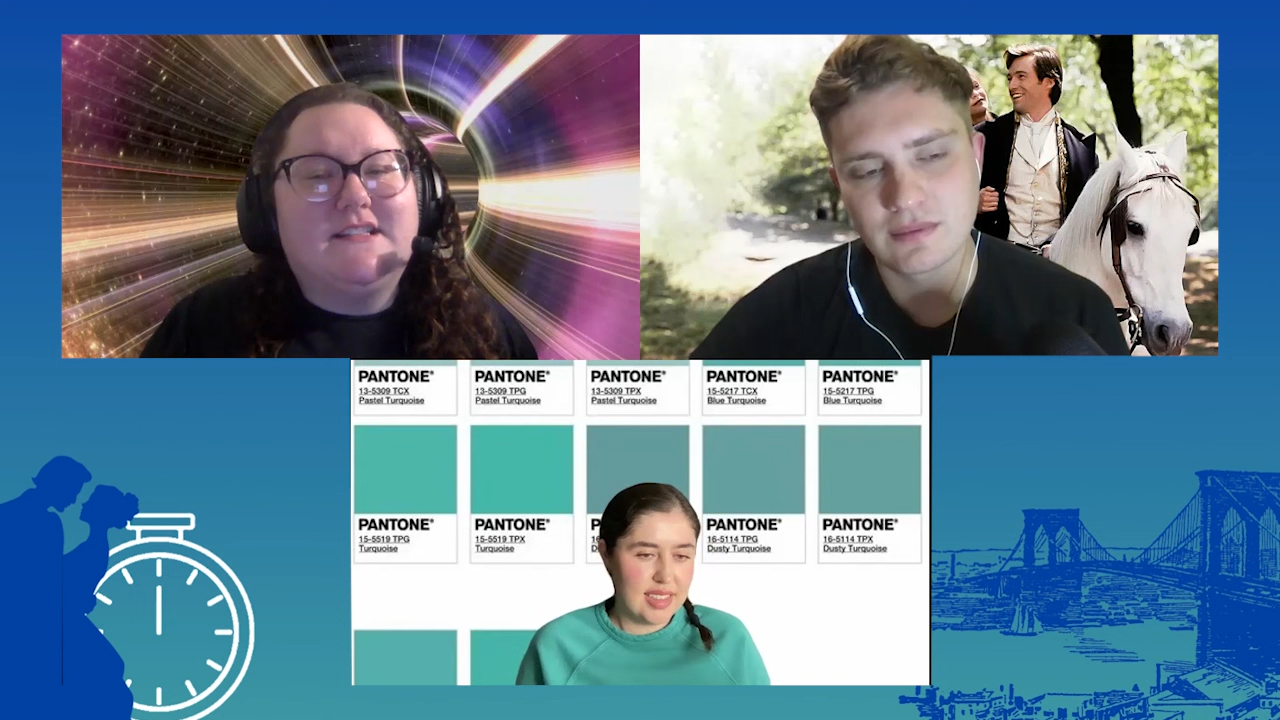 PANTONE®
13-5309 TCX
Pastel Turquoise
PANTONE®
13-5309 TPG
Pastel Turquoise
PANTONE®
13-5309 TPX
Pastel Turquoise
PANTONE®
15-5217 TCX
Blue Turquoise
PANTONE®
15-5217 TPG
Blue Turquoise
PANTONE®
15-5519 TPG
Turquoise
PANTONE®
15-5519 TPX
Turquoise
PANTONE®
16-5114 TPG
Dusty Turquoise
PANTONE®
16-5114 TPX
Dusty Turquoise